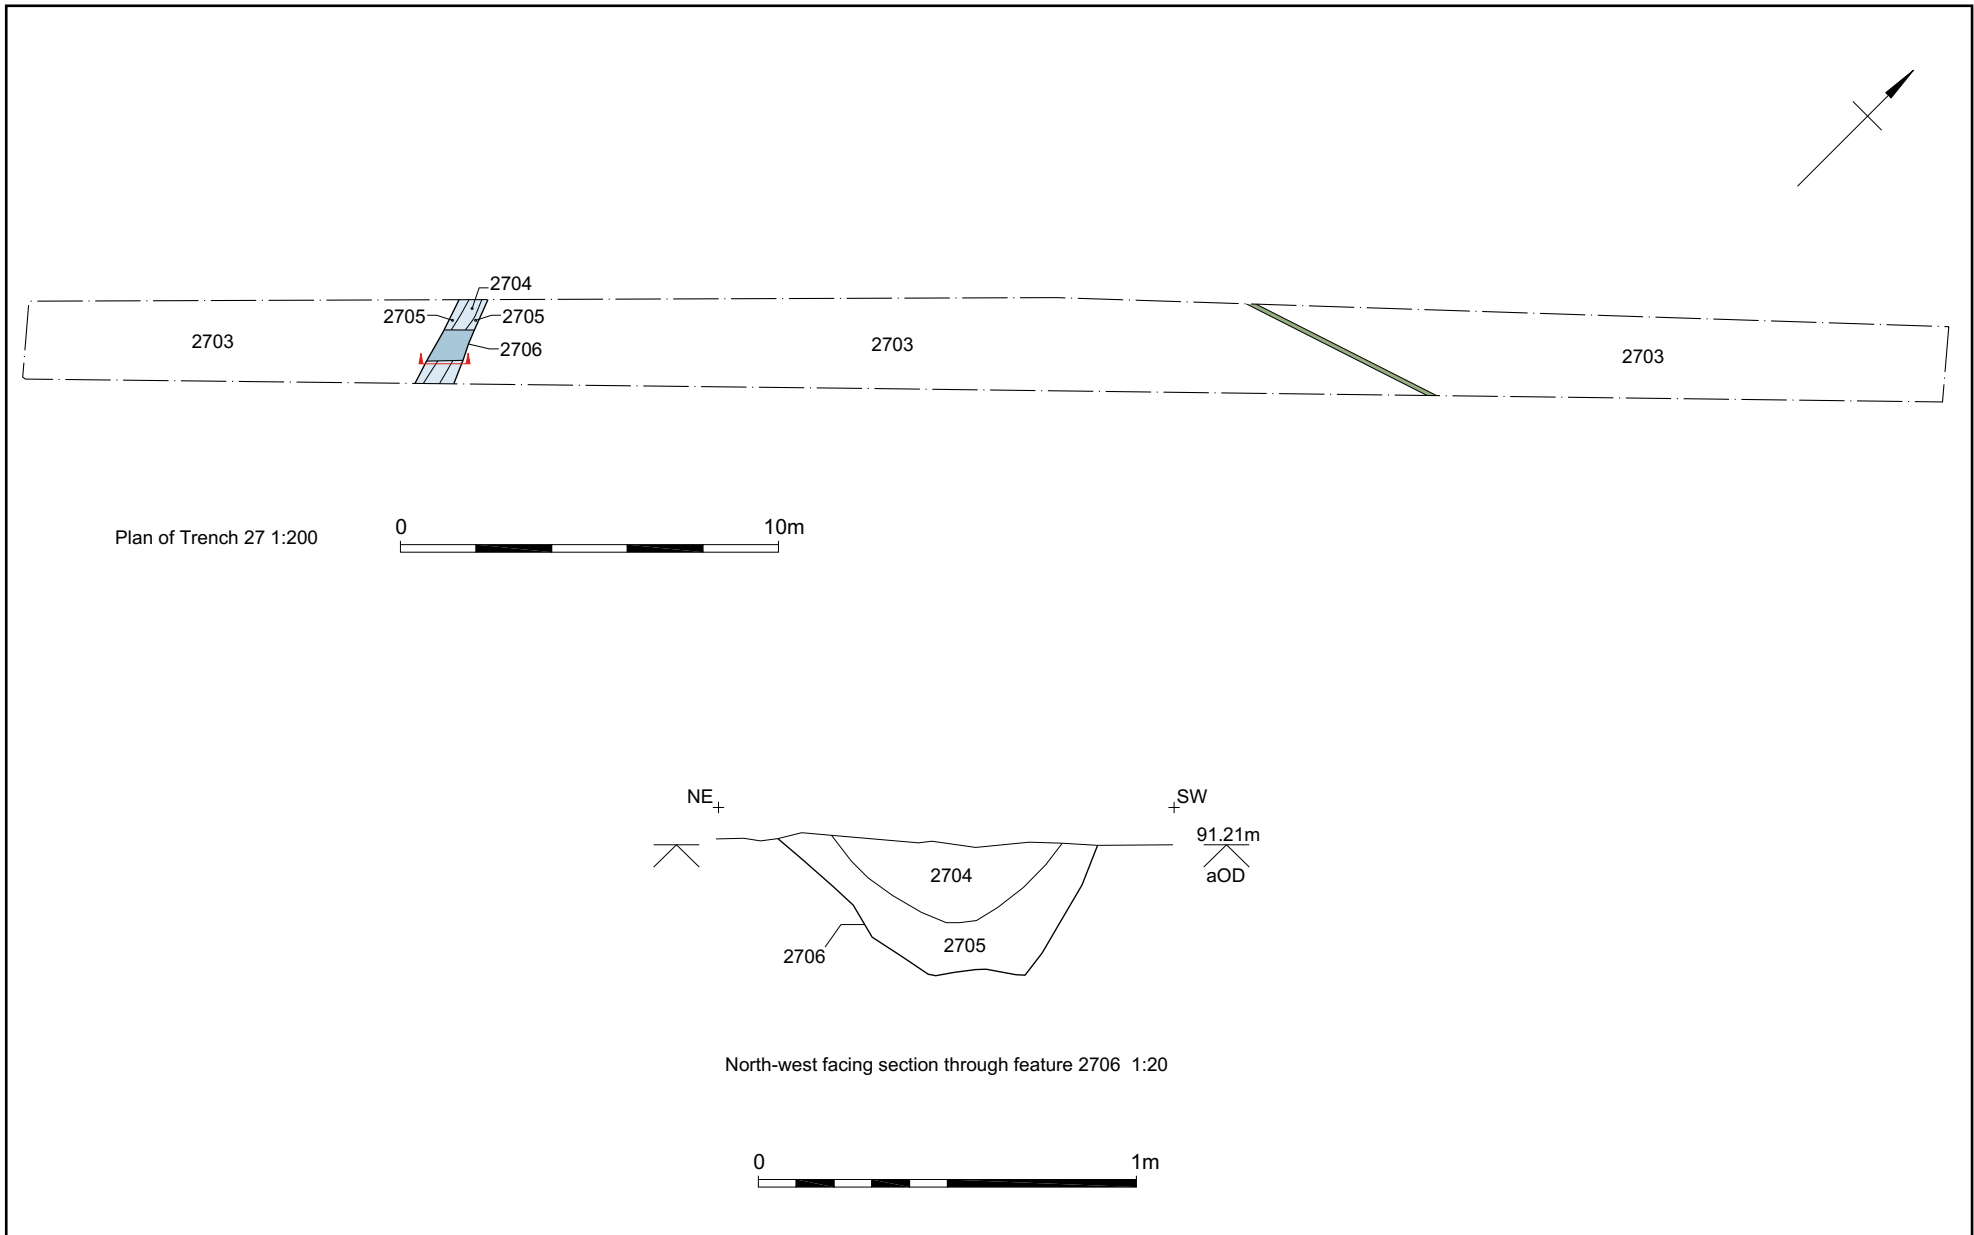 2704
2705 2705
2703 2706 2703 2703
Plan of Trench 27 1:200
0 10m
NE SW
91.21m
aOD
2704
2705
2706
North-west facing section through feature 2706 1:20
0 1m